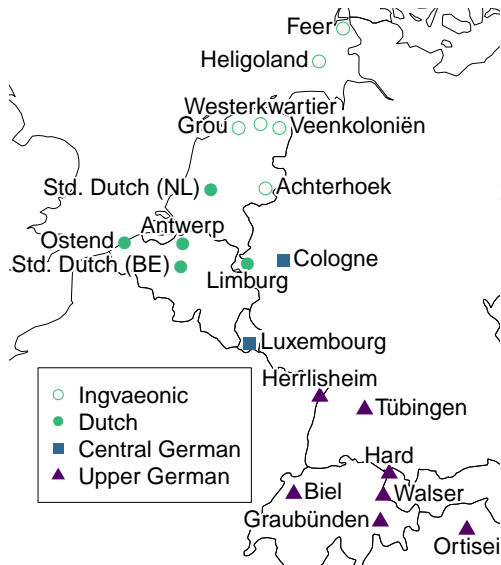 Feer
Heligoland
Westerkwartier
Grou
Veenkoloniën
Std. Dutch (NL)
Achterhoek
Antwerp
Ostend
Std. Dutch (BE)
Cologne
Limburg
Luxembourg
Herrlisheim
Ingvaeonic
Tübingen
Dutch
Central German
Hard
Upper German
Biel
Walser
Graubünden
Ortisei